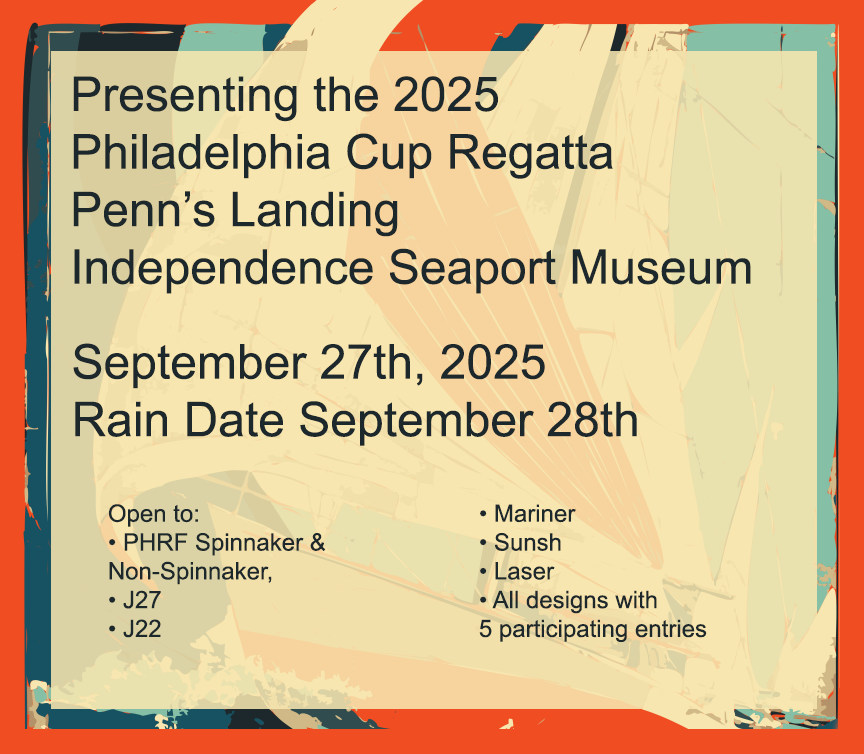 Presenting the 2025
Philadelphia Cup Regatta
Penn’s Landing
Independence Seaport Museum
September 27th, 2025
Rain Date September 28th
Open to:
• PHRF Spinnaker &
Non-Spinnaker,
• J27
• J22
• Mariner
• Sunsh
• Laser
• All designs with
5 participating entries